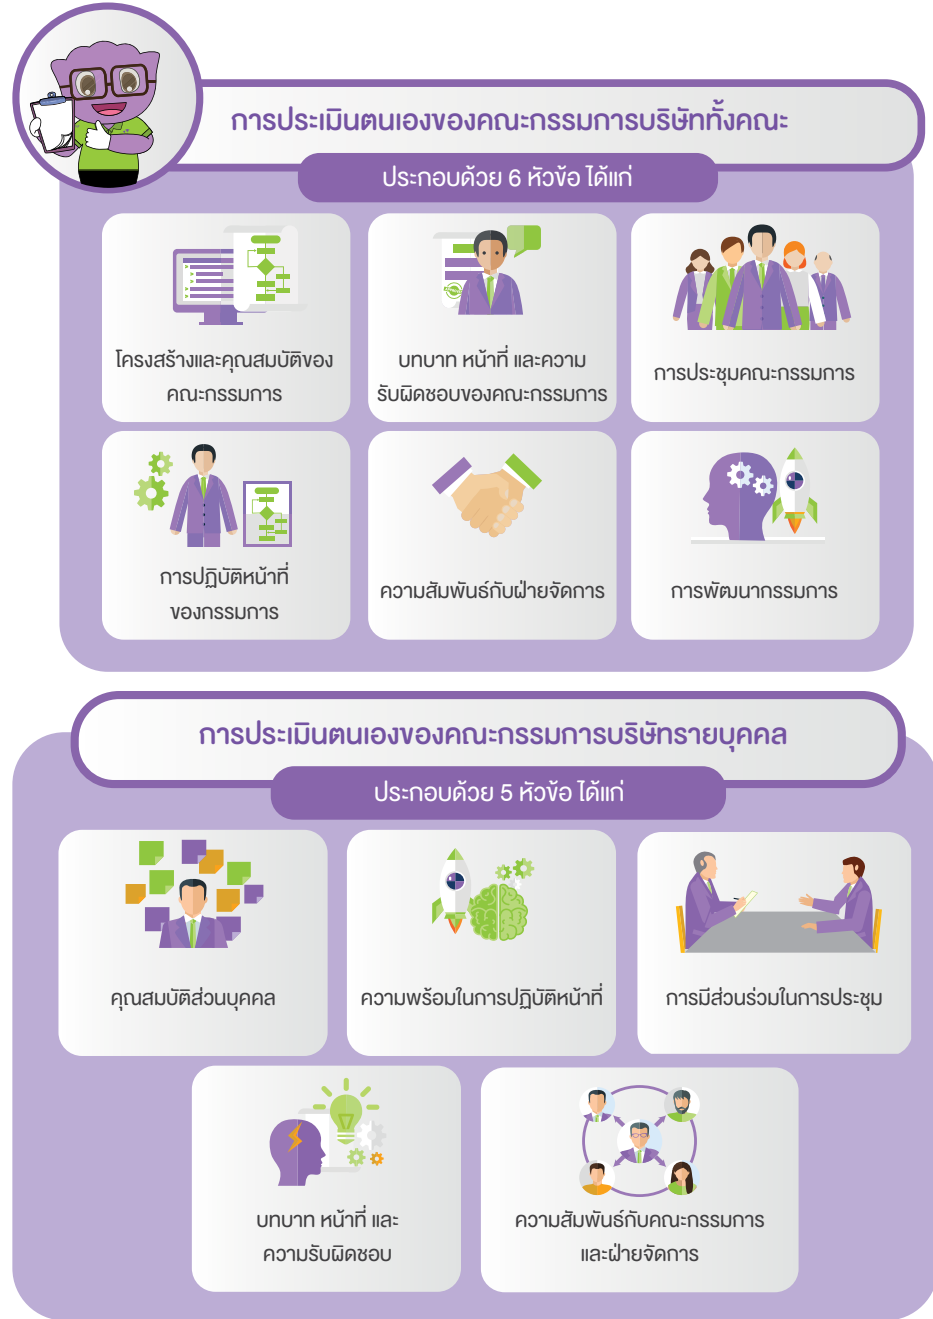 การประเมินตนเองของคณะกรรมการบริษัททั้งคณะ
ประกอบด้วย 6 หัวข้อ ได้แก่
โครงสร้างและคุณสมบัติของ
คณะกรรมการ
บทบาท หน้าที่ และความ
รับผิดชอบของคณะกรรมการ
การประชุมคณะกรรมการ
การปฏิบัติหน้าที่
ของกรรมการ
ความสัมพันธ์กับฝ่ายจัดการ
การพัฒนากรรมการ
การประเมินตนเองของคณะกรรมการบริษัทรายบุคคล
ประกอบด้วย 5 หัวข้อ ได้แก่
คุณสมบัติส่วนบุคคล
ความพร้อมในการปฏิบัติหน้าที่
การมีส่วนร่วมในการประชุม
บทบาท หน้าที่ และ
ความรับผิดชอบ
ความสัมพันธ์กับคณะกรรมการ
และฝ่ายจัดการ